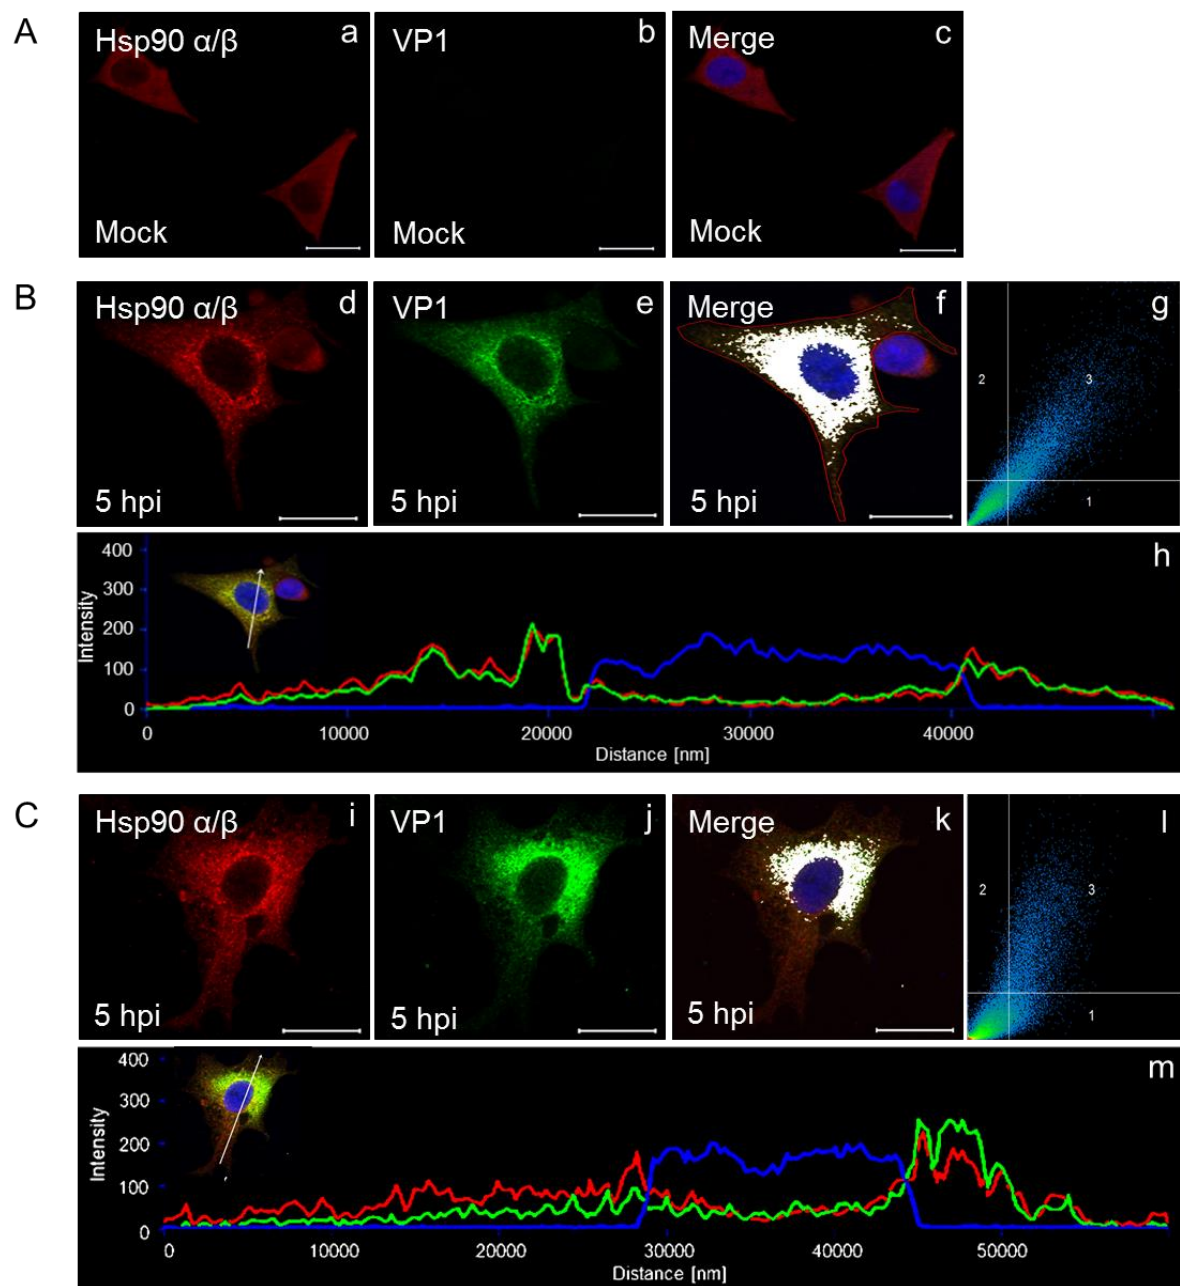 A
Hsp90 α/β a
VP1 b
Merge c
Mock
Mock
Mock
B
Hsp90 α/β d
VP1 e
Merge f
g
2
3
1
5 hpi
5 hpi
5 hpi
h
Intensity
400
300
200
100
0
0 10000 20000 30000 40000
Distance [nm]
C
Hsp90 α/β i
VP1 j
Merge k
l
2
3
1
5 hpi
5 hpi
5 hpi
m
Intensity
400
300
200
100
0
0 10000 20000 30000 40000 50000
Distance [nm]